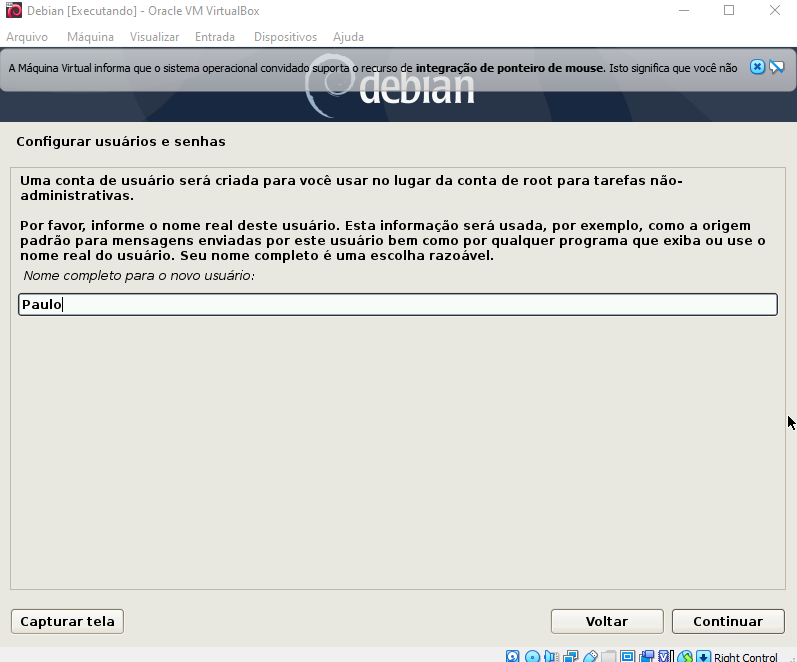 Debian [Executando] - Oracle VM VirtualBox
Arquivo Máquina Visualizar Entrada Dispositivos Ajuda
A Máquina Virtual informa que o sistema operacional convidado suporta o recurso de integração de ponteiro de mouse. Isto significa que você não
debian
Configurar usuários e senhas
Uma conta de usuário será criada para você usar no lugar da conta de root para tarefas não-
administrativas.
Por favor, informe o nome real deste usuário. Esta informação será usada, por exemplo, como a origem
padrão para mensagens enviadas por este usuário bem como por qualquer programa que exiba ou use o
nome real do usuário. Seu nome completo é uma escolha razoável.
Nome completo para o novo usuário:
Paulo
Capturar tela Voltar Continuar
Right Control